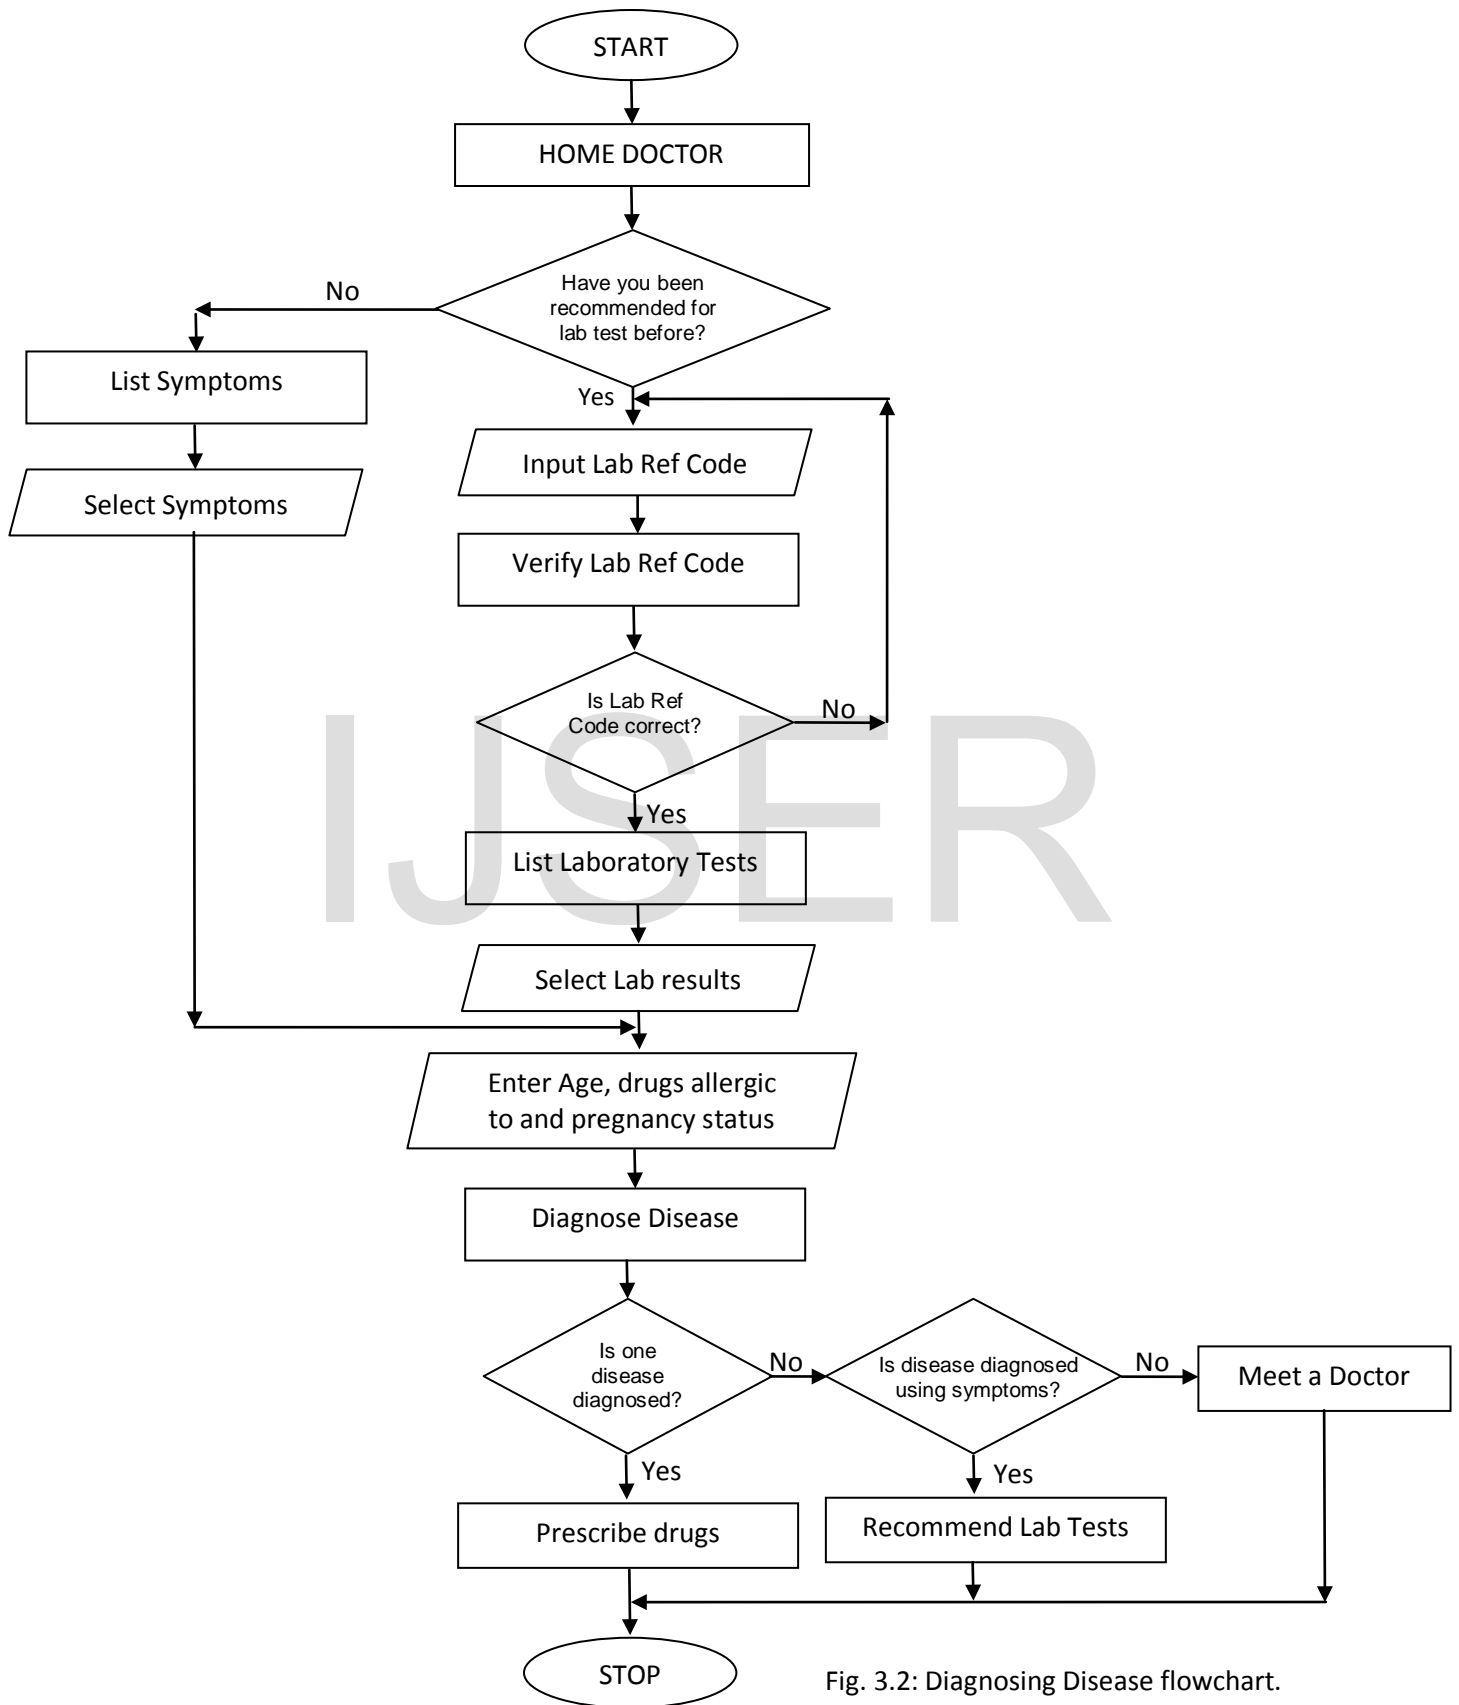 START
HOME DOCTOR
Have you been
recommended for
lab test before?
No
List Symptoms
Select Symptoms
Yes
Input Lab Ref Code
Verify Lab Ref Code
Is Lab Ref
Code correct?
No
Yes
List Laboratory Tests
Select Lab results
Enter Age, drugs allergic
to and pregnancy status
Diagnose Disease
Is one
disease
diagnosed?
No
Is disease diagnosed
using symptoms?
No
Meet a Doctor
Yes
Prescribe drugs
Yes
Recommend Lab Tests
STOP
Fig. 3.2: Diagnosing Disease flowchart.
IJSER